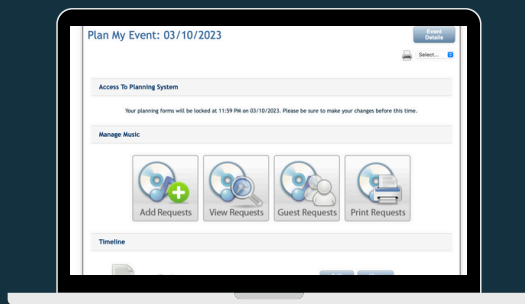 Plan My Event: 03/10/2023
Event
Details
Select...
Access To Planning System
Your planning forms will be locked at 11:59 PM on 03/10/2023. Please be sure to make your changes before this time.
Manage Music
Add Requests
View Requests
Guest Requests
Print Requests
Timeline